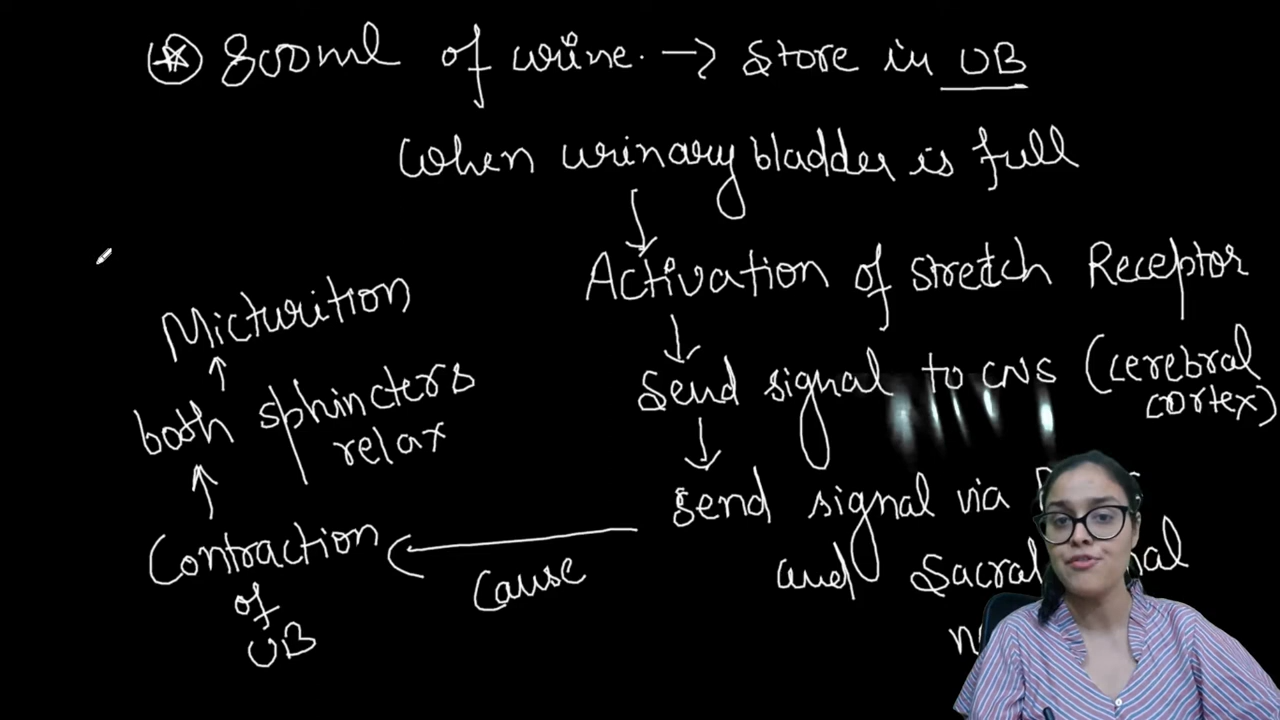 800ml of urine. → Store in UB
When urinary bladder is full
↓
Activation of stretch Receptor
↓
Send signal to CNS (cerebral cortex)
↓
send signal via
and Sacral
Cause
Contraction
of
UB
↑
both sphincters
relax
↑
Micturition